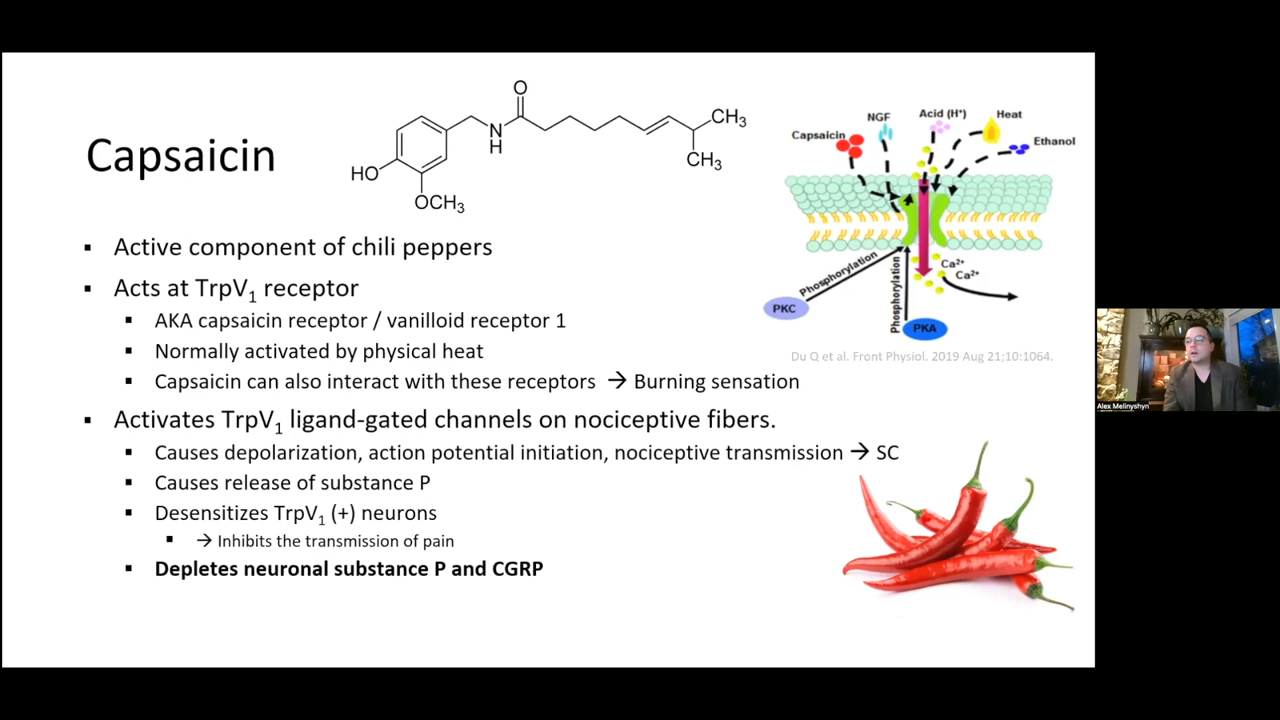 Capsaicin
O
N
H
HO
OCH3
CH3
CH3
▪ Active component of chili peppers
▪ Acts at TrpV1 receptor
▪ AKA capsaicin receptor / vanilloid receptor 1
▪ Normally activated by physical heat
▪ Capsaicin can also interact with these receptors → Burning sensation
▪ Activates TrpV1 ligand-gated channels on nociceptive fibers.
▪ Causes depolarization, action potential initiation, nociceptive transmission → SC
▪ Causes release of substance P
▪ Desensitizes TrpV1 (+) neurons
▪ → Inhibits the transmission of pain
▪ Depletes neuronal substance P and CGRP
Capsaicin
NGF
Acid (H⁺)
Heat
Ethanol
Ca²⁺
Ca²⁺
Phosphorylation
Phosphorylation
PKC
PKA
Du Q et al. Front Physiol. 2019 Aug 21;10:1064.
Alex Melinyshyn